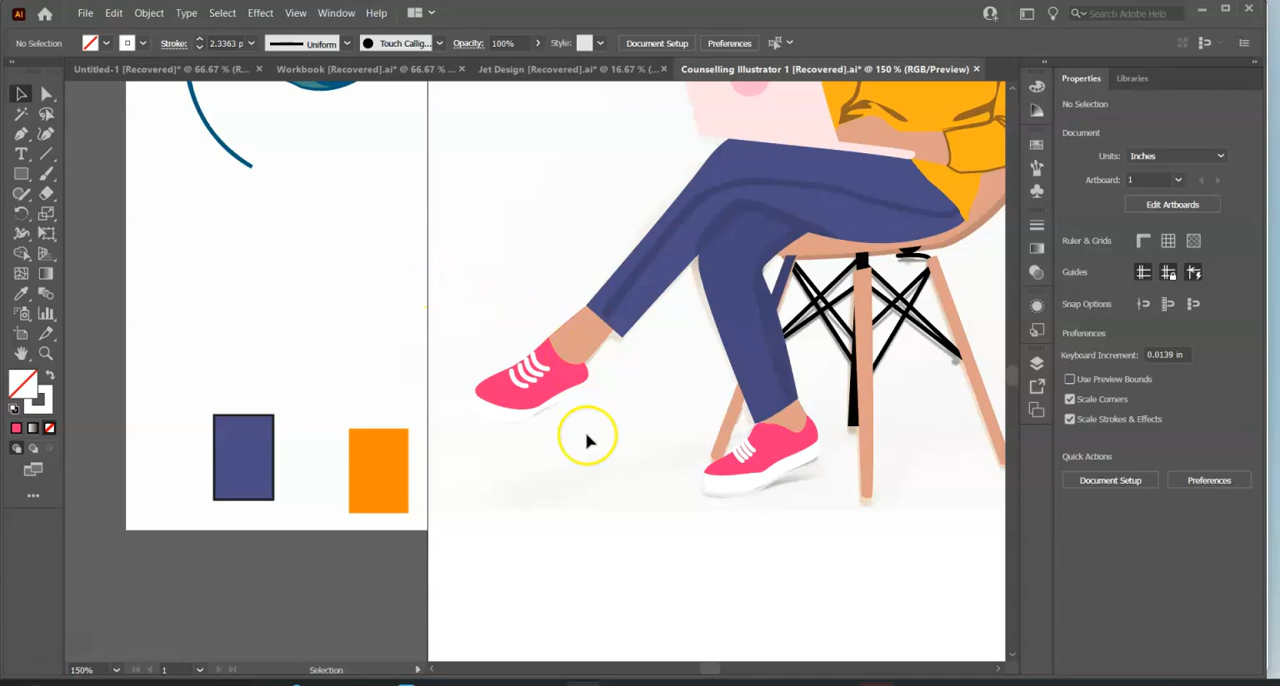 Ai File Edit Object Type Select Effect View Window Help Search Adobe Help
No Selection Stroke: 2.3363 p Uniform Touch Callig... Opacity: 100% Style: Document Setup Preferences
Untitled-1 [Recovered]* @ 66.67 % (R... × Workbook [Recovered].ai* @ 66.67 ... × Jet Design [Recovered].ai* @ 16.67 % (... × Counselling Illustrator 1 [Recovered].ai* @ 150 % (RGB/Preview) ×
Properties Libraries
No Selection
Document
Units: Inches
Artboard: 1
Edit Artboards
Ruler & Grids
Guides
Snap Options
Preferences
Keyboard Increment: 0.0139 in
Use Preview Bounds
Scale Corners
Scale Strokes & Effects
Quick Actions
Document Setup Preferences
150% 1 Selection